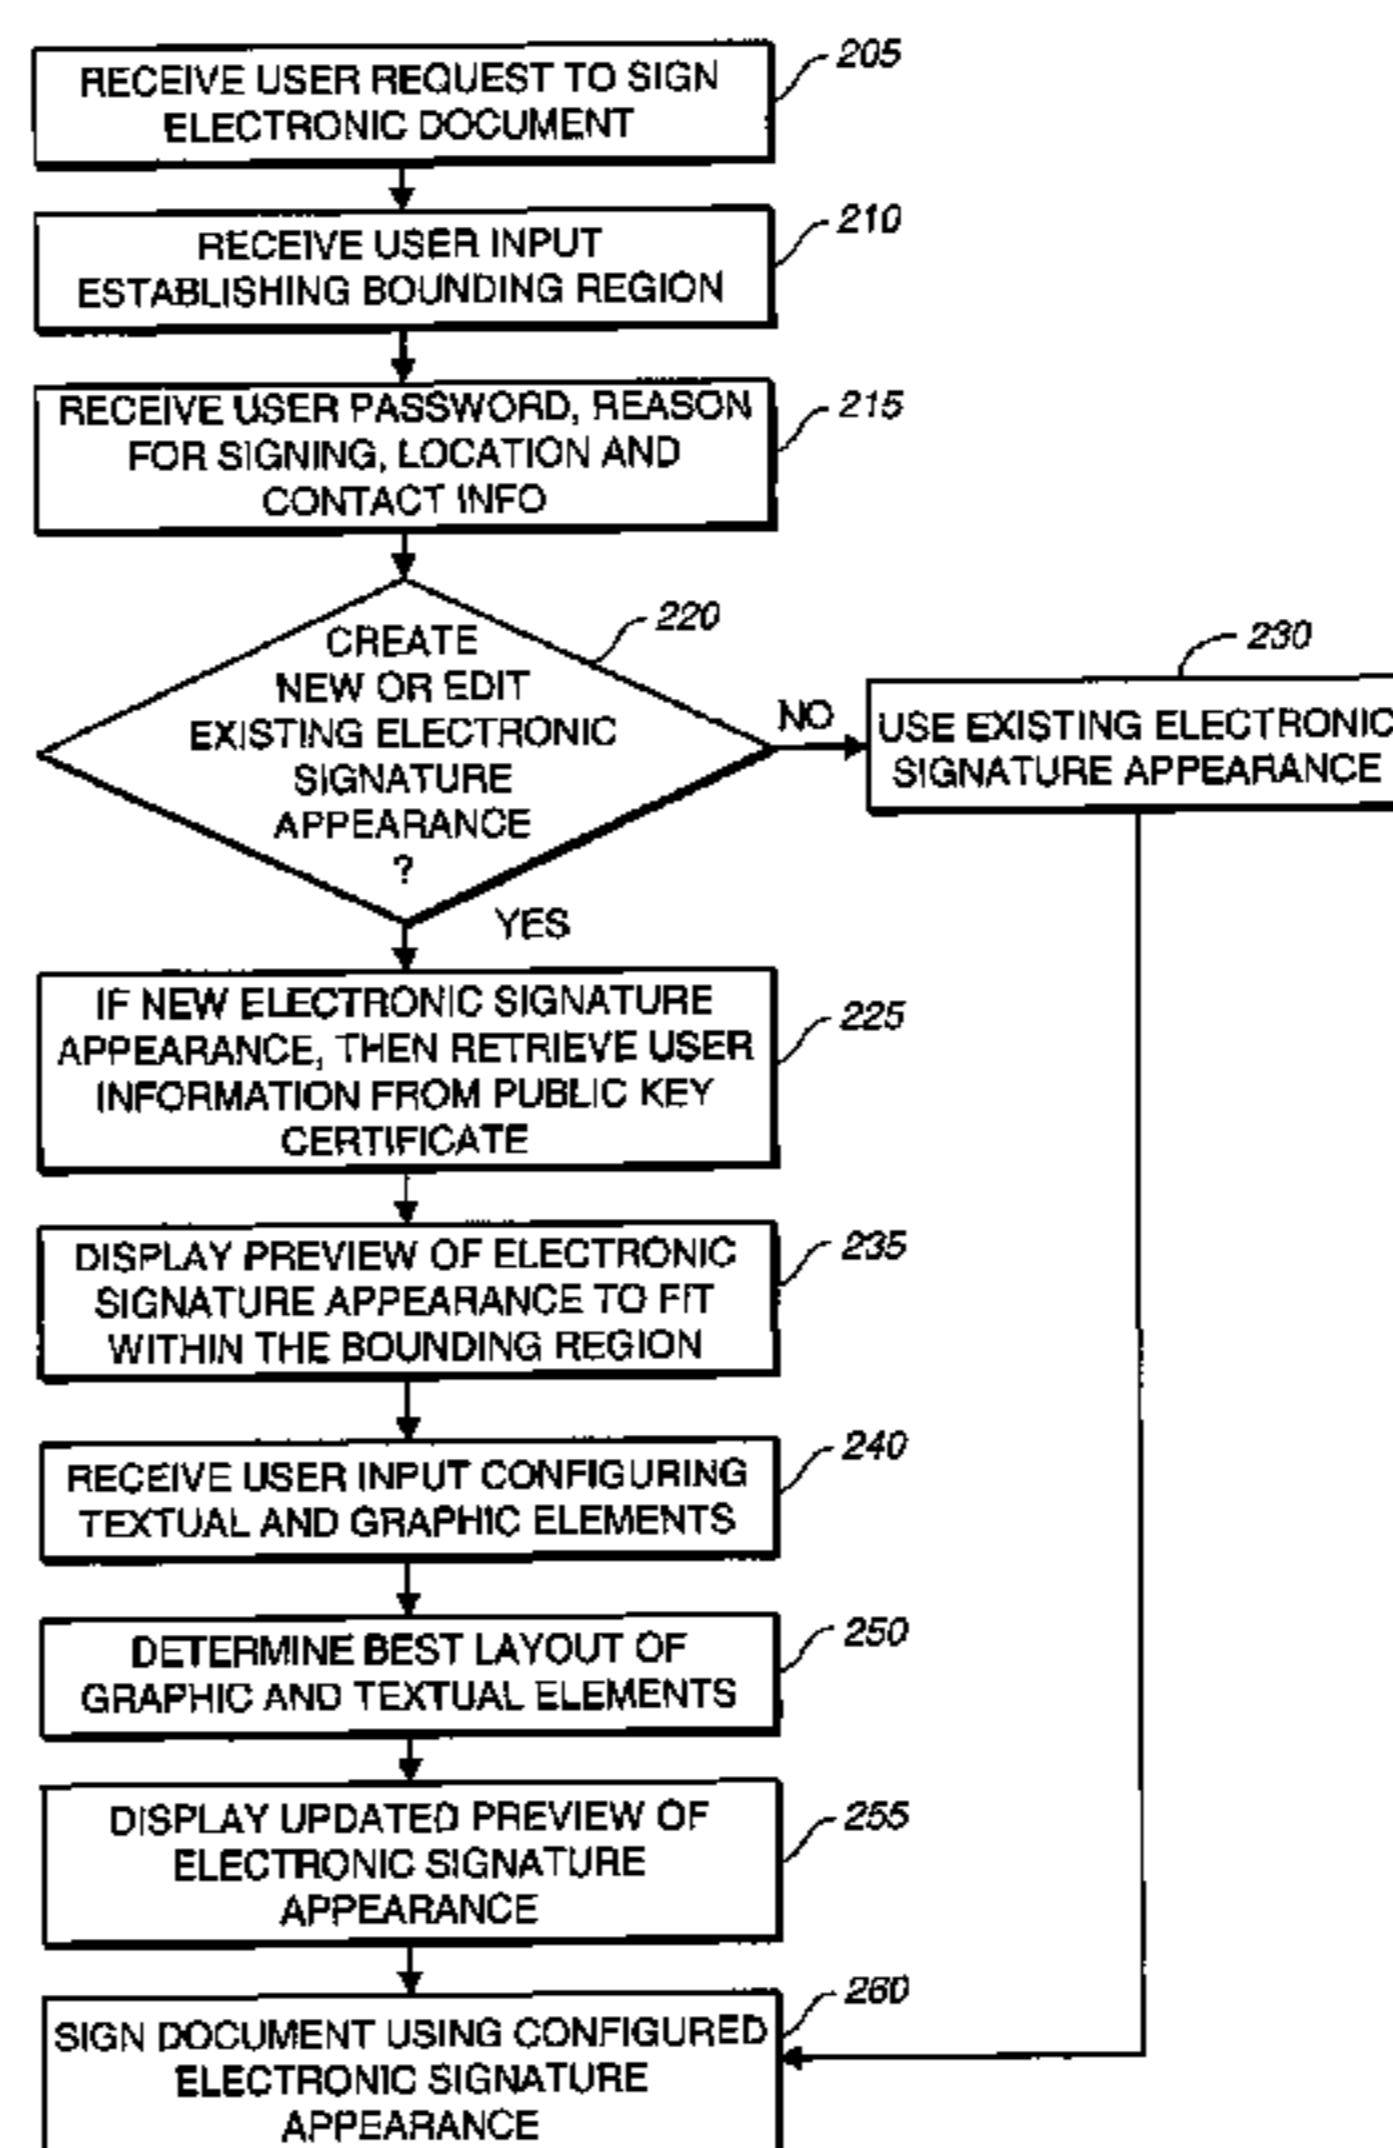 RECEIVE USER REQUEST TO SIGN
ELECTRONIC DOCUMENT
205
RECEIVE USER INPUT
ESTABLISHING BOUNDING REGION
210
RECEIVE USER PASSWORD, REASON
FOR SIGNING, LOCATION AND
CONTACT INFO
215
CREATE
NEW OR EDIT
EXISTING ELECTRONIC
SIGNATURE
APPEARANCE
?
220
NO
USE EXISTING ELECTRONIC
SIGNATURE APPEARANCE
230
YES
IF NEW ELECTRONIC SIGNATURE
APPEARANCE, THEN RETRIEVE USER
INFORMATION FROM PUBLIC KEY
CERTIFICATE
225
DISPLAY PREVIEW OF ELECTRONIC
SIGNATURE APPEARANCE TO FIT
WITHIN THE BOUNDING REGION
235
RECEIVE USER INPUT CONFIGURING
TEXTUAL AND GRAPHIC ELEMENTS
240
DETERMINE BEST LAYOUT OF
GRAPHIC AND TEXTUAL ELEMENTS
250
DISPLAY UPDATED PREVIEW OF
ELECTRONIC SIGNATURE
APPEARANCE
255
SIGN DOCUMENT USING CONFIGURED
ELECTRONIC SIGNATURE
APPEARANCE
260